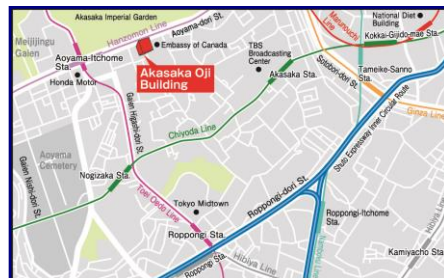 Akasaka Imperial Garden
Meijijingu
Gaien
Hanzomon Line
Aoyama-dori St.
Marunouchi Line
National Diet
Building
Kokkai-Gijido-mae Sta.
Aoyama-Itchome
Sta.
Honda Motor
Embassy of Canada
Akasaka Oji
Building
TBS
Broadcasting
Center
Sotobori-dori St.
Tameike-Sanno
Sta.
Akasaka Sta.
Ginza Line
Gaien Higashi-dori St.
Chiyoda Line
Shuto Expressway Inner Circular Route
Aoyama
Cemetery
Gaien Nishi-dori St.
Nogizaka Sta.
Toei Oedo Line
Tokyo Midtown
Roppongi-dori St.
Roppongi-Itchome
Sta.
Roppongi Sta.
Roppongi Sta.
Hibiya Line
Hibiya Line
Kamiyacho Sta.